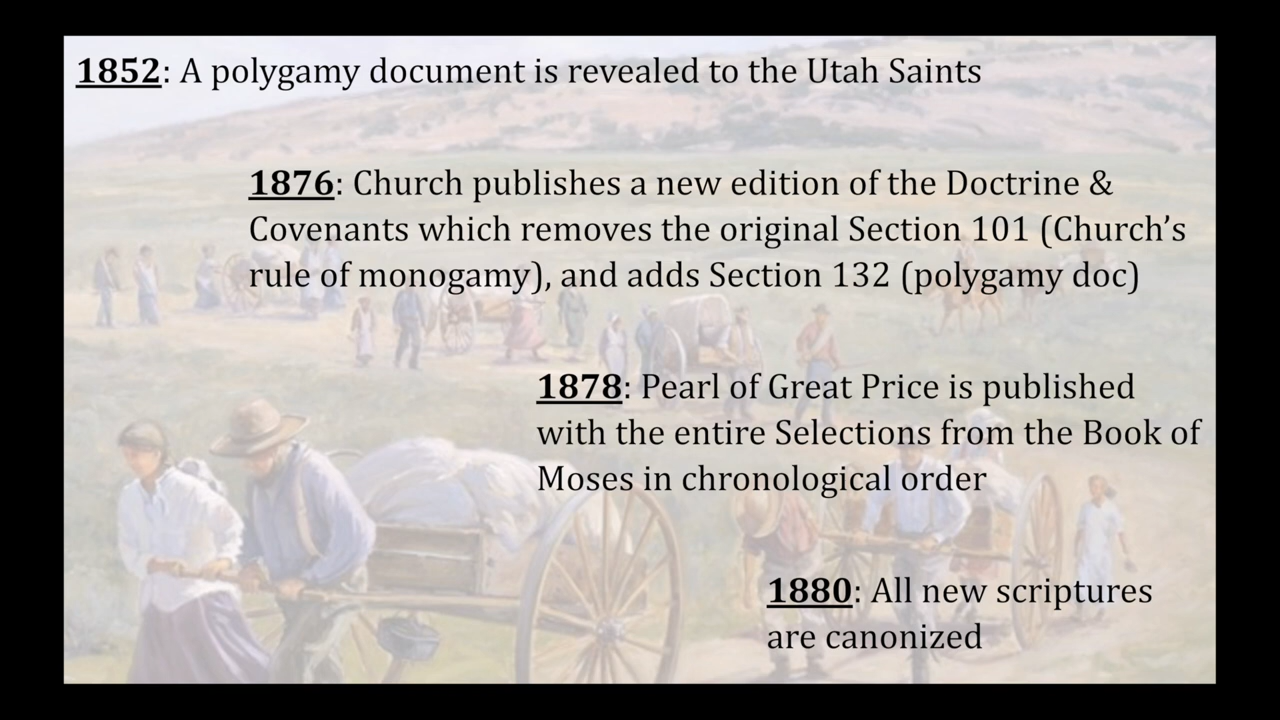 1852: A polygamy document is revealed to the Utah Saints
1876: Church publishes a new edition of the Doctrine &
Covenants which removes the original Section 101 (Church’s
rule of monogamy), and adds Section 132 (polygamy doc)
1878: Pearl of Great Price is published
with the entire Selections from the Book of
Moses in chronological order
1880: All new scriptures
are canonized